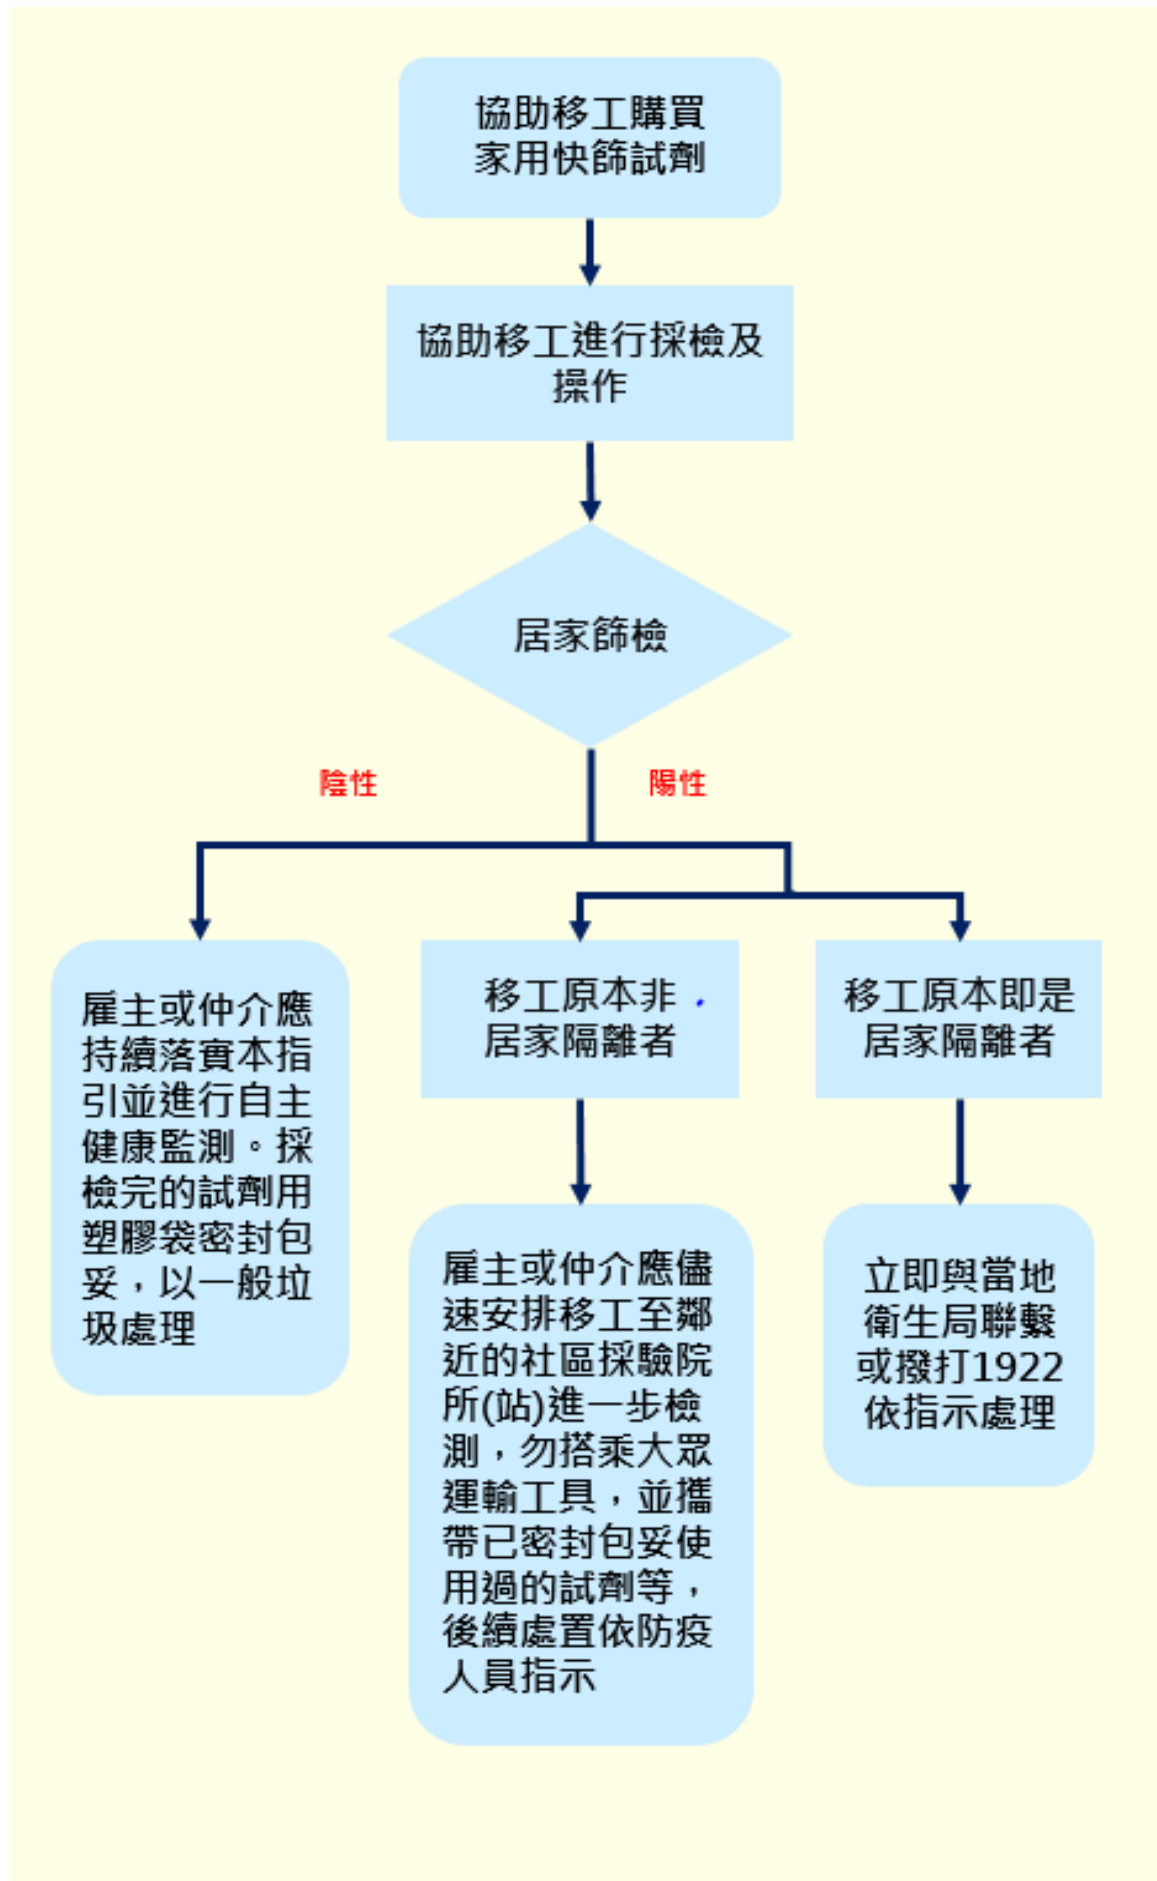 協助移工購買
家用快篩試劑
協助移工進行採檢及
操作
居家篩檢
陰性
陽性
雇主或仲介應
持續落實本指
引並進行自主
健康監測。採
檢完的試劑用
塑膠袋密封包
妥，以一般垃
圾處理
移工原本非
居家隔離者
雇主或仲介應儘
速安排移工至鄰
近的社區採驗院
所(站)進一步檢
測，勿搭乘大眾
運輸工具，並攜
帶已密封包妥使
用過的試劑等，
後續處置依防疫
人員指示
移工原本即是
居家隔離者
立即與當地
衛生局聯繫
或撥打1922
依指示處理